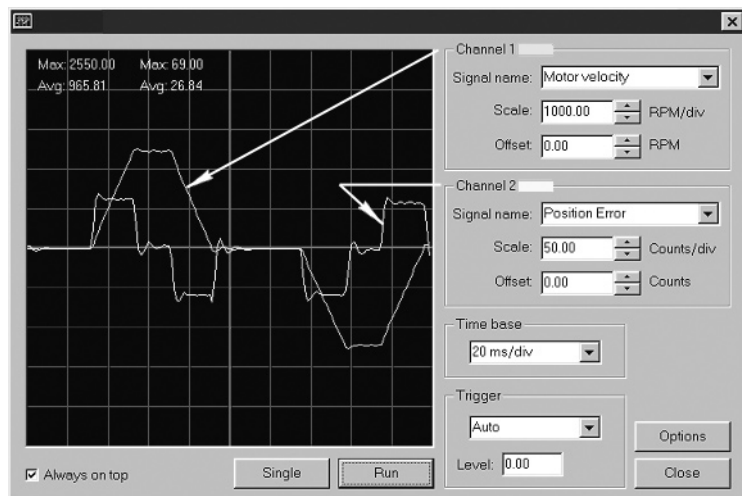 Max: 2550.00 Max: 69.00
Avg: 965.81 Avg: 26.84
Channel 1
Signal name: Motor velocity
Scale: 1000.00 RPM/div
Offset: 0.00 RPM
Channel 2
Signal name: Position Error
Scale: 50.00 Counts/div
Offset: 0.00 Counts
Time base
20 ms/div
Trigger
Auto
Level: 0.00
Options
Close
Always on top
Single
Run